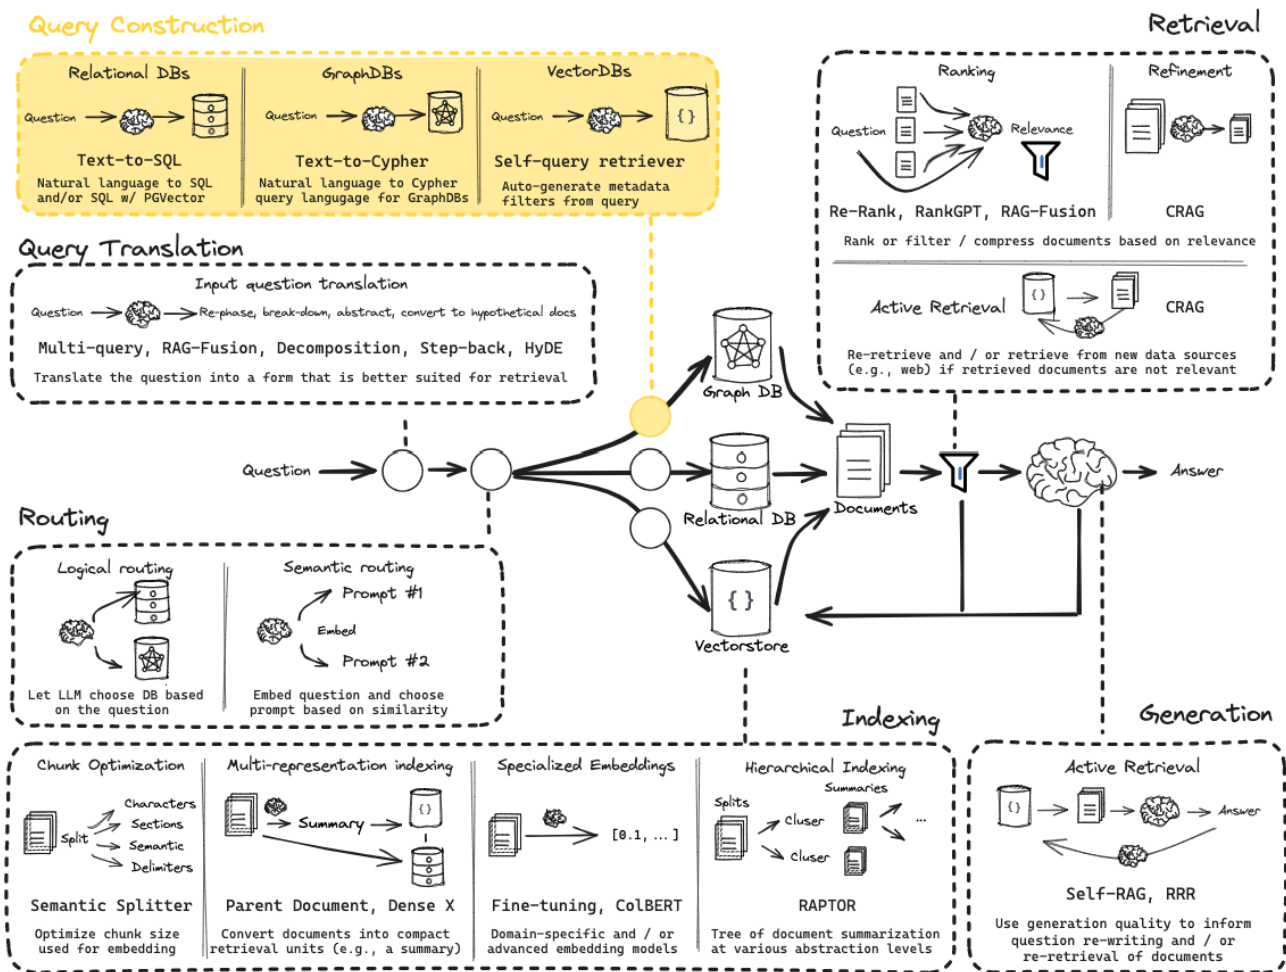 Query Construction
Relational DBs
Question
Text-to-SQL
Natural language to SQL
and/or SQL w/ PGVector
GraphDBs
Question
Text-to-Cypher
Natural language to Cypher
query langugage for GraphDBs
VectorDBs
Question
{ }
Self-query retriever
Auto-generate metadata
filters from query
Retrieval
Ranking
Question
Relevance
Re-Rank, RankGPT, RAG-Fusion
Refinement
CRAG
Rank or filter / compress documents based on relevance
Active Retrieval
{ }
CRAG
Re-retrieve and / or retrieve from new data sources
(e.g., web) if retrieved documents are not relevant
Query Translation
Input question translation
Question
Re-phase, break-down, abstract, convert to hypothetical docs
Multi-query, RAG-Fusion, Decomposition, Step-back, HyDE
Translate the question into a form that is better suited for retrieval
Question
Graph DB
Relational DB
{ }
Vectorstore
Documents
Answer
Routing
Logical routing
Let LLM choose DB based
on the question
Semantic routing
Prompt #1
Embed
Prompt #2
Embed question and choose
prompt based on similarity
Indexing
Chunk Optimization
Split
Characters
Sections
Semantic
Delimiters
Semantic Splitter
Optimize chunk size
used for embedding
Multi-representation indexing
Summary
{ }
Parent Document, Dense X
Convert documents into compact
retrieval units (e.g., a summary)
Specialized Embeddings
[0.1, ... ]
Fine-tuning, ColBERT
Domain-specific and / or
advanced embedding models
Hierarchical Indexing
Splits
Summaries
Cluser
Cluser
...
RAPTOR
Tree of document summarization
at various abstraction levels
Generation
Active Retrieval
{ }
Answer
Self-RAG, RRR
Use generation quality to inform
question re-writing and / or
re-retrieval of documents